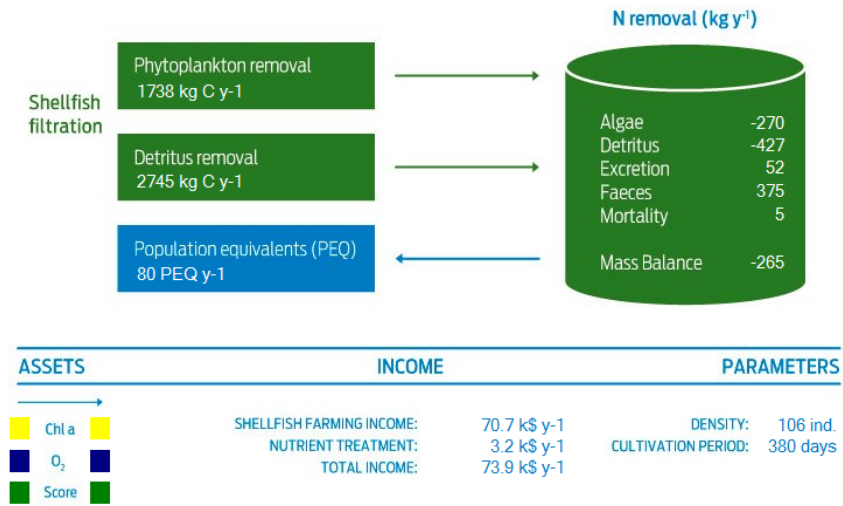 N removal (kg y⁻¹)
Shellfish
filtration
Phytoplankton removal
1738 kg C y-1
Detritus removal
2745 kg C y-1
Population equivalents (PEQ)
80 PEQ y-1
Algae -270
Detritus -427
Excretion 52
Faeces 375
Mortality 5
Mass Balance -265
ASSETS INCOME PARAMETERS
Chl a
O₂
Score
SHELLFISH FARMING INCOME: 70.7 k$ y-1
NUTRIENT TREATMENT: 3.2 k$ y-1
TOTAL INCOME: 73.9 k$ y-1
DENSITY: 106 ind.
CULTIVATION PERIOD: 380 days